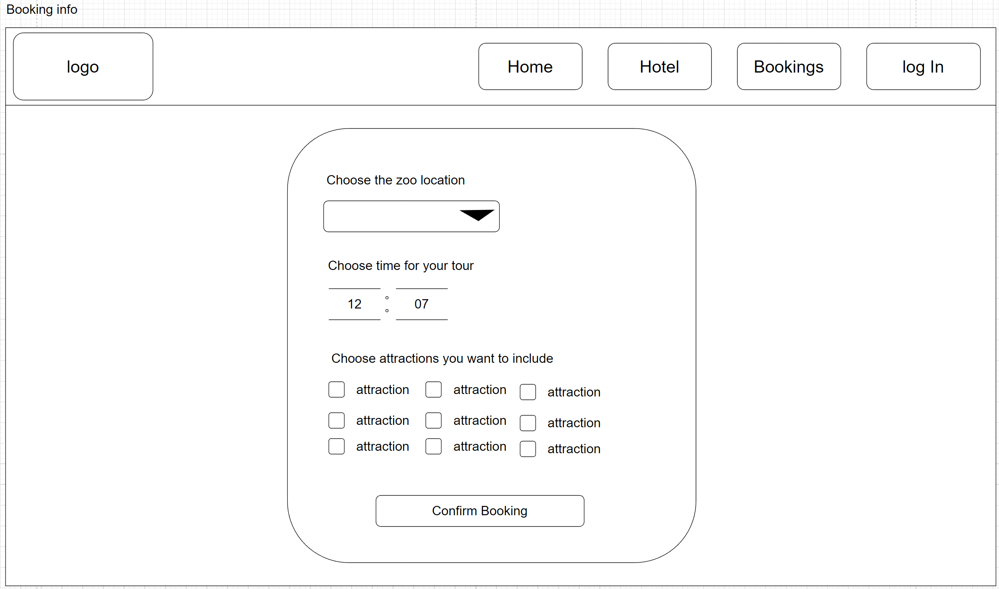 Booking info
logo
Home
Hotel
Bookings
log In
Choose the zoo location
Choose time for your tour
12 : 07
Choose attractions you want to include
attraction attraction attraction
attraction attraction attraction
attraction attraction attraction
Confirm Booking